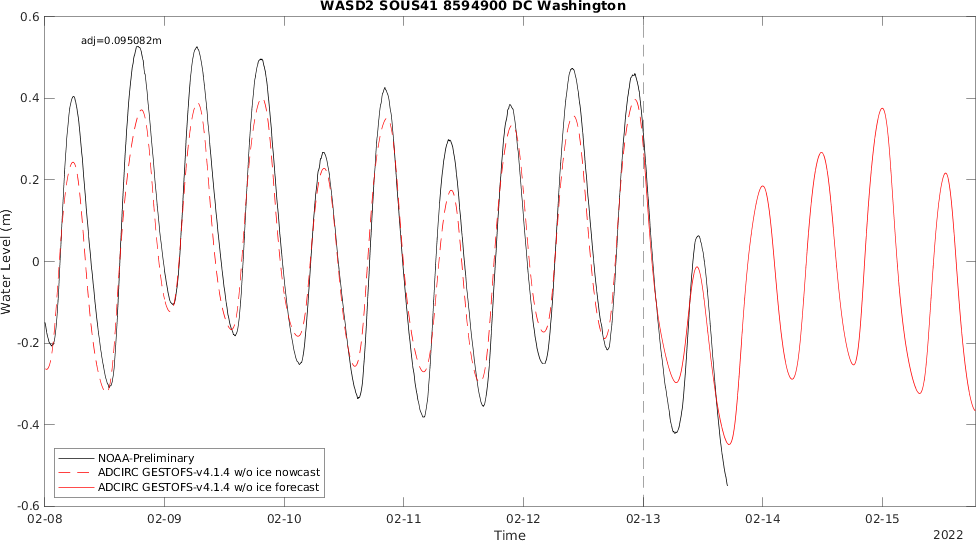 WASD2 SOUS41 8594900 DC Washington
adj=0.095082m
0.6
0.4
0.2
0
-0.2
-0.4
-0.6
Water Level (m)
NOAA-Preliminary
ADCIRC GESTOFS-v4.1.4 w/o ice nowcast
ADCIRC GESTOFS-v4.1.4 w/o ice forecast
02-08 02-09 02-10 02-11 02-12 02-13 02-14 02-15
Time
2022